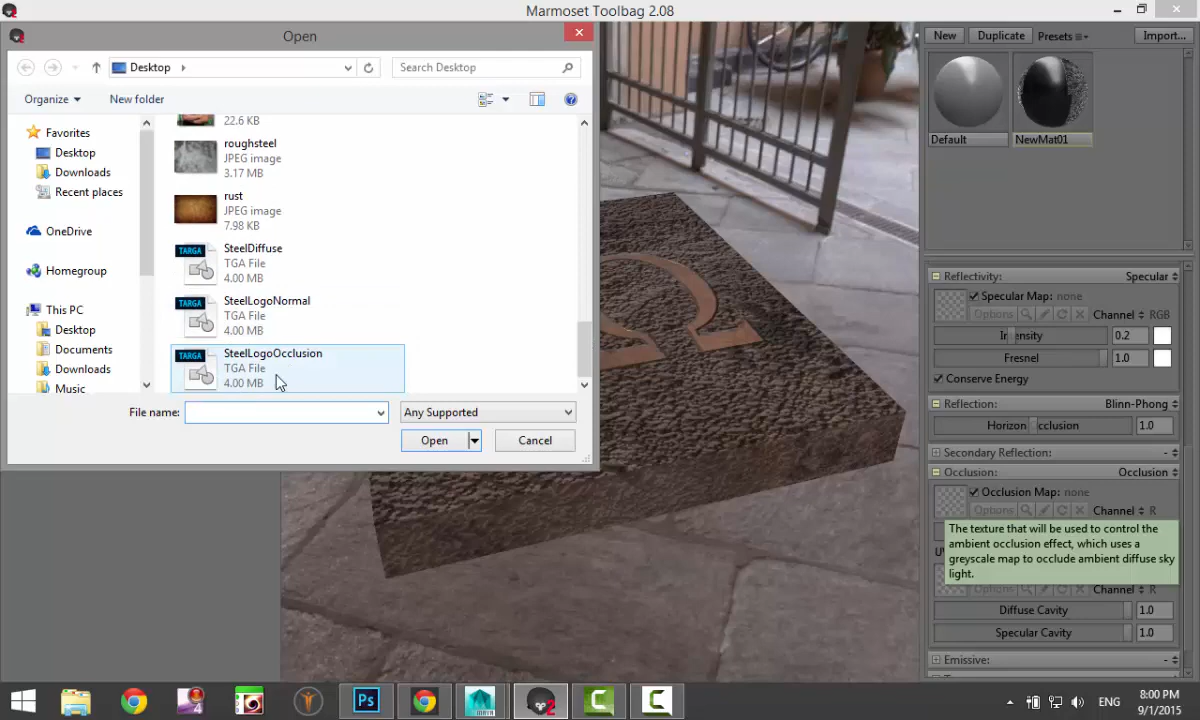 Marmoset Toolbag 2.08
Open
Desktop
Search Desktop
Organize
New folder
Favorites
Desktop
Downloads
Recent places
OneDrive
Homegroup
This PC
Desktop
Documents
Downloads
Music
22.6 KB
roughsteel
JPEG image
3.17 MB
rust
JPEG image
7.98 KB
TARGA
SteelDiffuse
TGA File
4.00 MB
TARGA
SteelLogoNormal
TGA File
4.00 MB
TARGA
SteelLogoOcclusion
TGA File
4.00 MB
File name:
Any Supported
Open
Cancel
Ω
New
Duplicate
Presets
Import...
Default
NewMat01
Reflectivity: Specular
Specular Map: none
Options Channel RGB
Intensity 0.2
Fresnel 1.0
Conserve Energy
Reflection: Blinn-Phong
Horizon Occlusion 1.0
Secondary Reflection: -
Occlusion: Occlusion
Occlusion Map: none
Options Channel R
The texture that will be used to control the
ambient occlusion effect, which uses a
greyscale map to occlude ambient diffuse sky
light.
Options Channel R
Diffuse Cavity 1.0
Specular Cavity 1.0
Emissive: -
4
Ps
MAYA
2
C
C
ENG
8:00 PM
9/1/2015